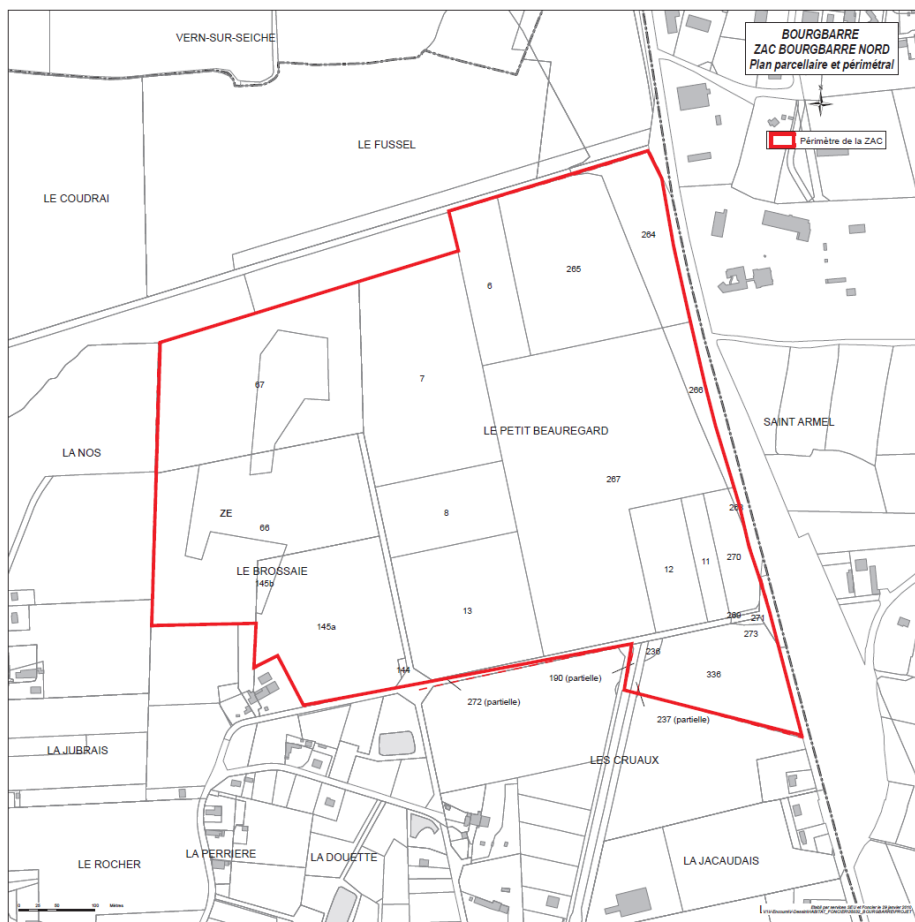 BOURGBARRE
ZAC BOURGBARRE NORD
Plan parcellaire et périmétral
N
Périmètre de la ZAC
VERN-SUR-SEICHE
LE FUSSEL
LE COUDRAI
264
265
6
67
7
266
LE PETIT BEAUREGARD
SAINT ARMEL
LA NOS
267
8
ZE
66
270
11
12
LE BROSSAIE
145b
13
145a
269
271
273
236
144
190 (partielle)
336
272 (partielle)
237 (partielle)
LA JUBRAIS
LES CRUAUX
LA PERRIERE
LA DOUETTE
LE ROCHER
LA JACAUDAIS
Mètres